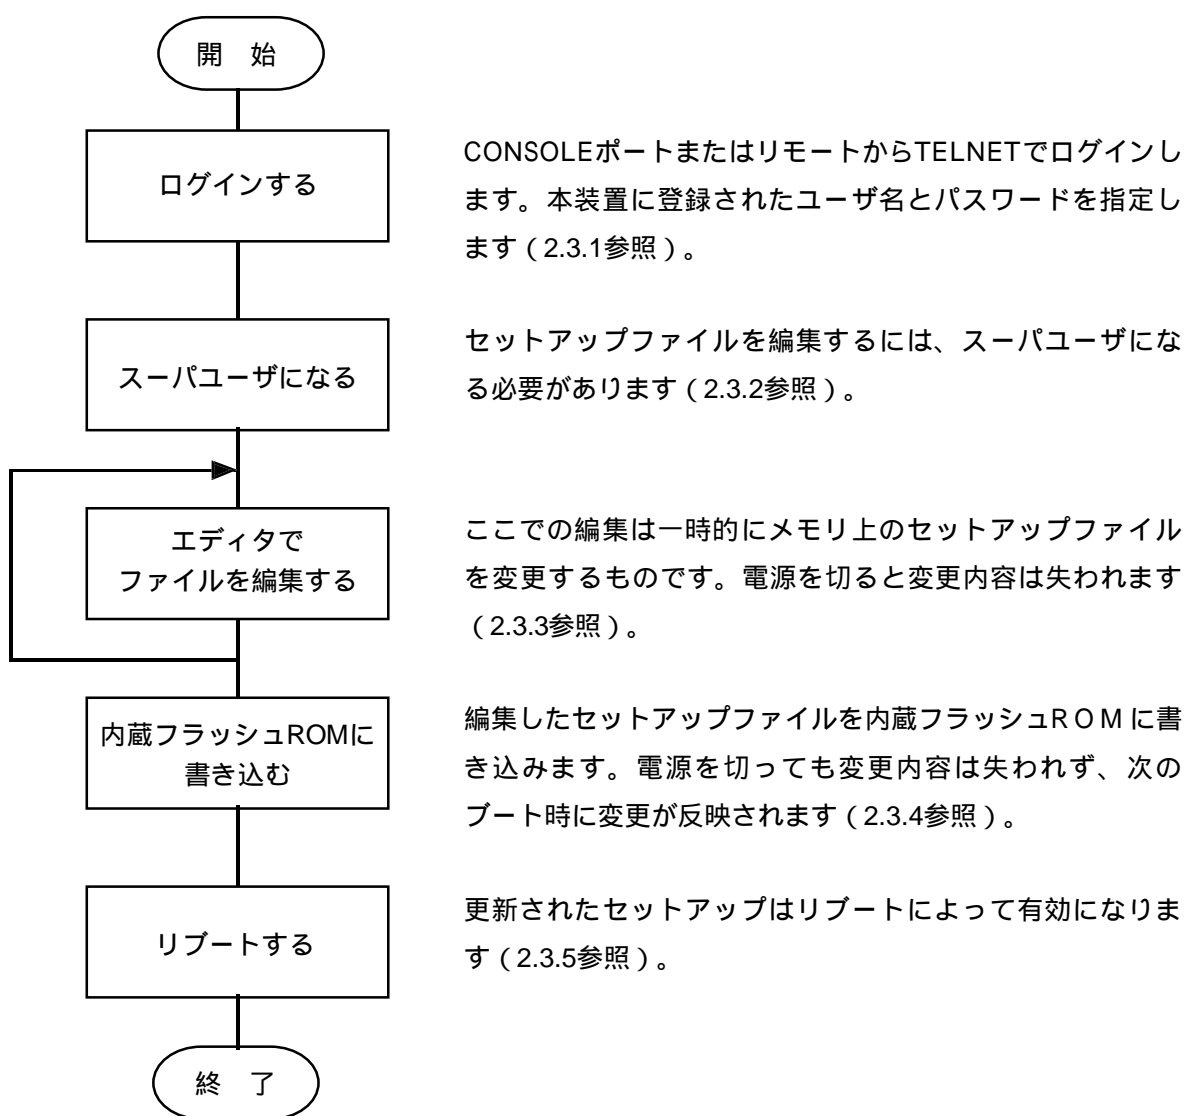 開　始
ログインする
CONSOLEポートまたはリモートからTELNETでログインし
ます。本装置に登録されたユーザ名とパスワードを指定し
ます（2.3.1参照）。
スーパユーザになる
セットアップファイルを編集するには、スーパユーザにな
る必要があります（2.3.2参照）。
エディタで
ファイルを編集する
ここでの編集は一時的にメモリ上のセットアップファイル
を変更するものです。電源を切ると変更内容は失われます
（2.3.3参照）。
内蔵フラッシュROMに
書き込む
編集したセットアップファイルを内蔵フラッシュＲＯＭに書
き込みます。電源を切っても変更内容は失われず、次の
ブート時に変更が反映されます（2.3.4参照）。
リブートする
更新されたセットアップはリブートによって有効になりま
す（2.3.5参照）。
終　了